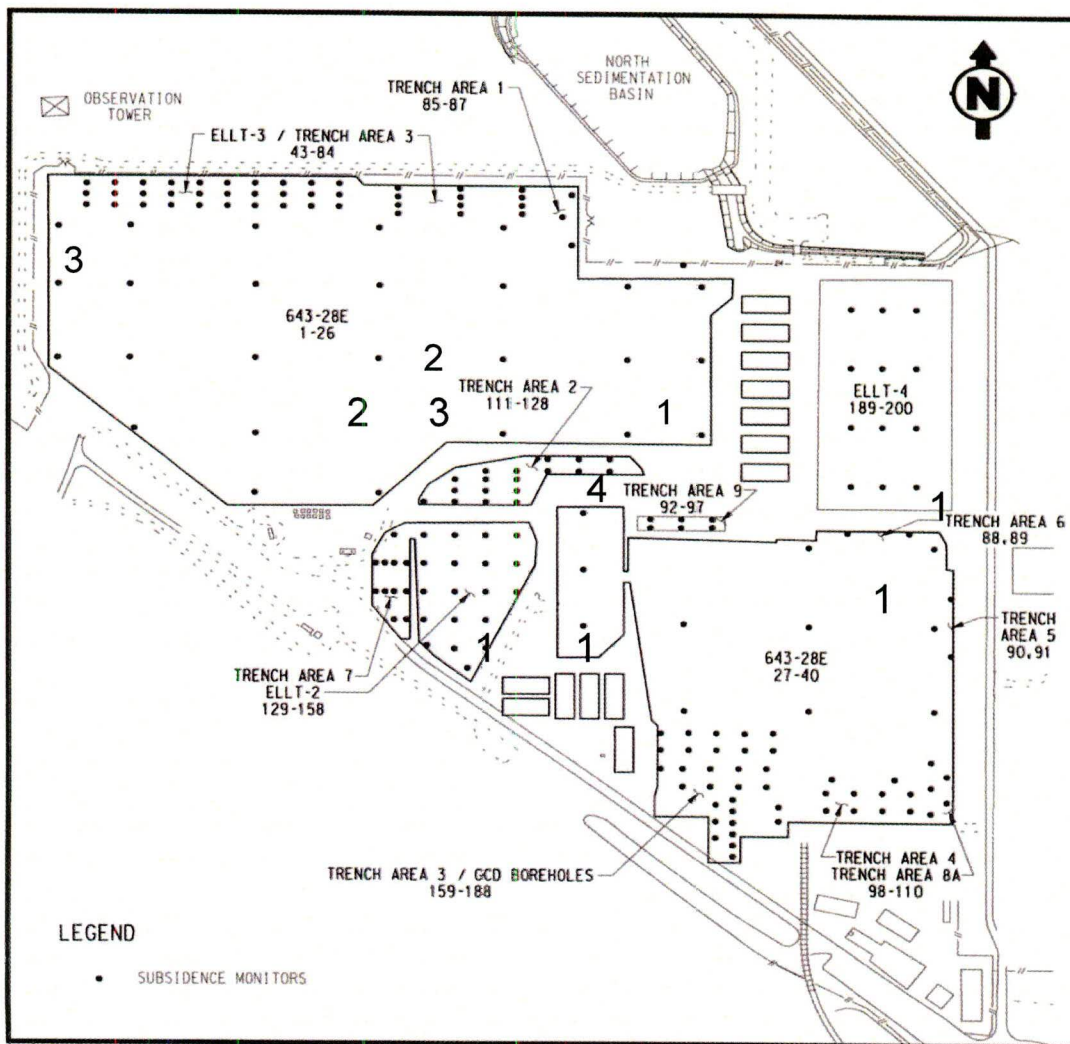 NORTH
SEDIMENTATION
BASIN
N
OBSERVATION
TOWER
TRENCH AREA 1
85-87
ELLT-3 / TRENCH AREA 3
43-84
3
643-28E
1-26
2
TRENCH AREA 2
111-128
2
3
1
ELLT-4
189-200
4
TRENCH AREA 9
92-97
1
TRENCH AREA 6
88,89
1
TRENCH
AREA 5
90,91
1
1
643-28E
27-40
TRENCH AREA 7
ELLT-2
129-158
TRENCH AREA 3 / GCD BOREHOLES
159-188
TRENCH AREA 4
TRENCH AREA 8A
98-110
LEGEND
SUBSIDENCE MONITORS